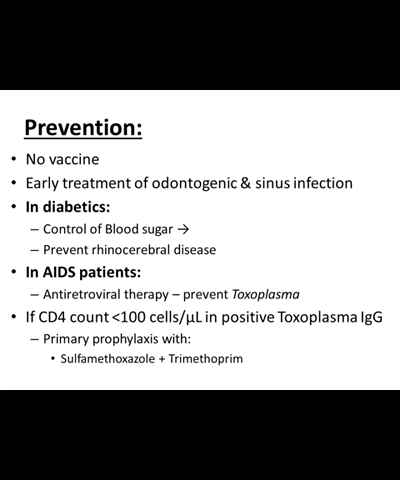 Prevention:
• No vaccine
• Early treatment of odontogenic & sinus infection
• In diabetics:
– Control of Blood sugar →
– Prevent rhinocerebral disease
• In AIDS patients:
– Antiretroviral therapy – prevent Toxoplasma
• If CD4 count <100 cells/µL in positive Toxoplasma IgG
– Primary prophylaxis with:
• Sulfamethoxazole + Trimethoprim